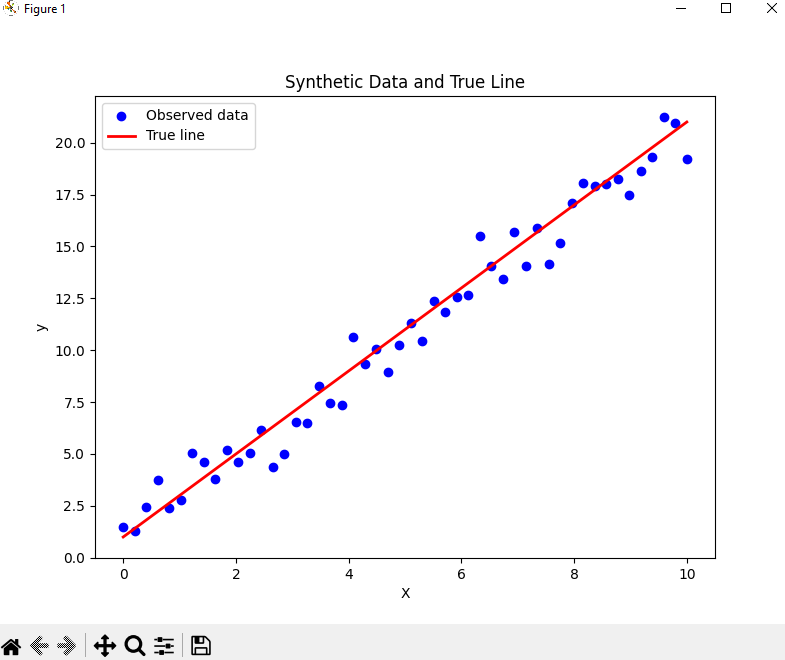 Figure 1
Synthetic Data and True Line
Observed data
True line
20.0
17.5
15.0
12.5
10.0
7.5
5.0
2.5
0.0
y
0 2 4 6 8 10
X